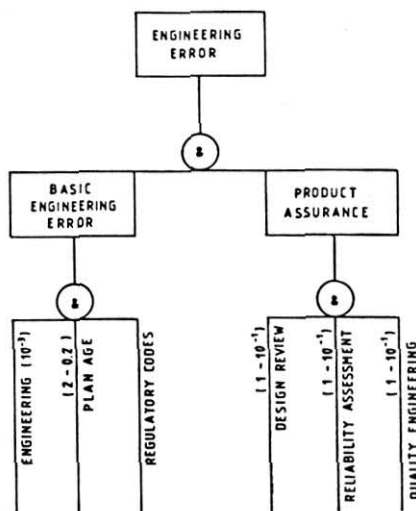 ENGINEERING
ERROR
&
BASIC
ENGINEERING
ERROR
PRODUCT
ASSURANCE
&
&
ENGINEERING (10⁻³)
(2 - 0.2)
PLAN AGE
REGULATORY CODES
(1 - 10⁻¹)
DESIGN REVIEW
(1 - 10⁻¹)
RELIABILITY ASSESSMENT
(1 - 10⁻¹)
QUALITY ENGINEERING